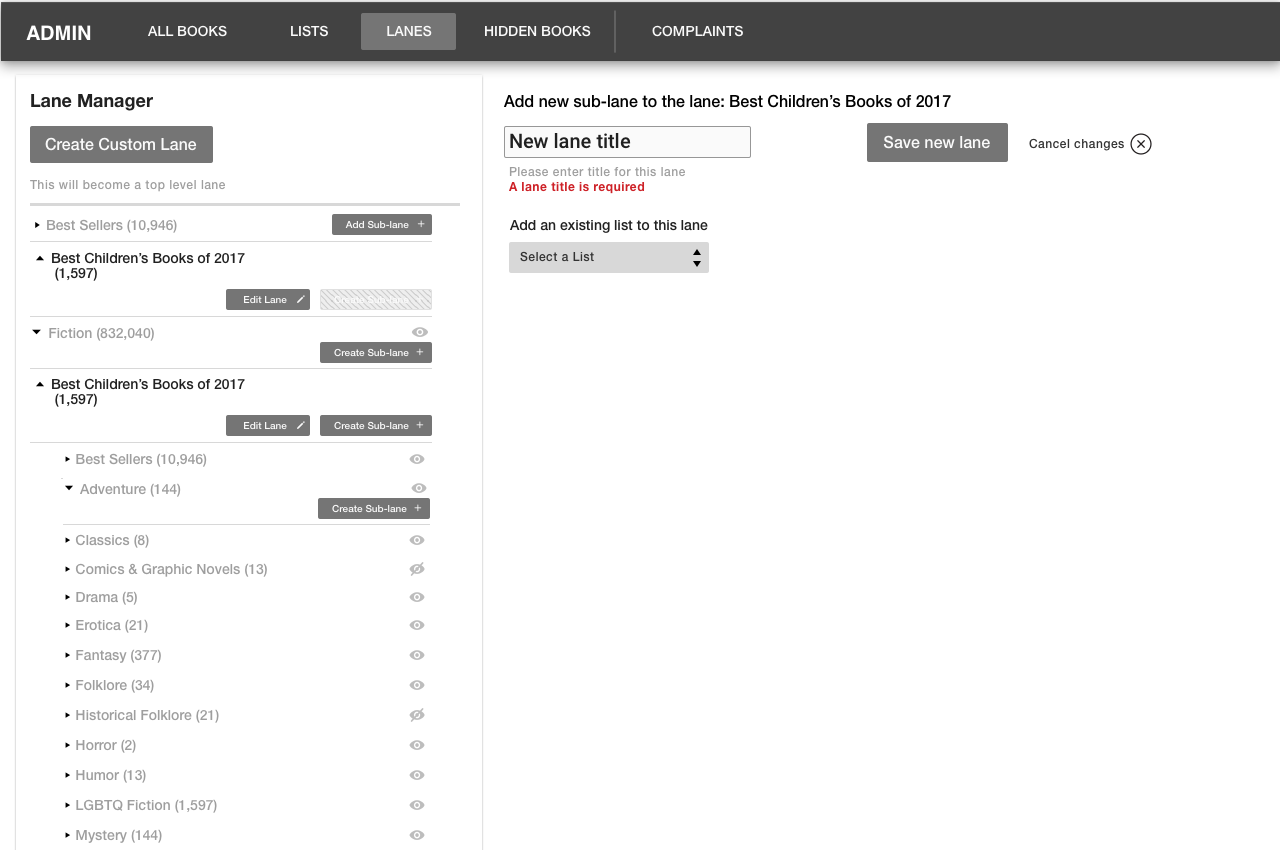 ADMIN ALL BOOKS LISTS LANES HIDDEN BOOKS COMPLAINTS
Lane Manager
Create Custom Lane
This will become a top level lane
Best Sellers (10,946) Add Sub-lane +
Best Children’s Books of 2017
(1,597)
Edit Lane Create Sub-lane
Fiction (832,040)
Create Sub-lane +
Best Children’s Books of 2017
(1,597)
Edit Lane Create Sub-lane +
Best Sellers (10,946)
Adventure (144)
Create Sub-lane +
Classics (8)
Comics & Graphic Novels (13)
Drama (5)
Erotica (21)
Fantasy (377)
Folklore (34)
Historical Folklore (21)
Horror (2)
Humor (13)
LGBTQ Fiction (1,597)
Mystery (144)
Add new sub-lane to the lane: Best Children’s Books of 2017
New lane title Save new lane Cancel changes
Please enter title for this lane
A lane title is required
Add an existing list to this lane
Select a List